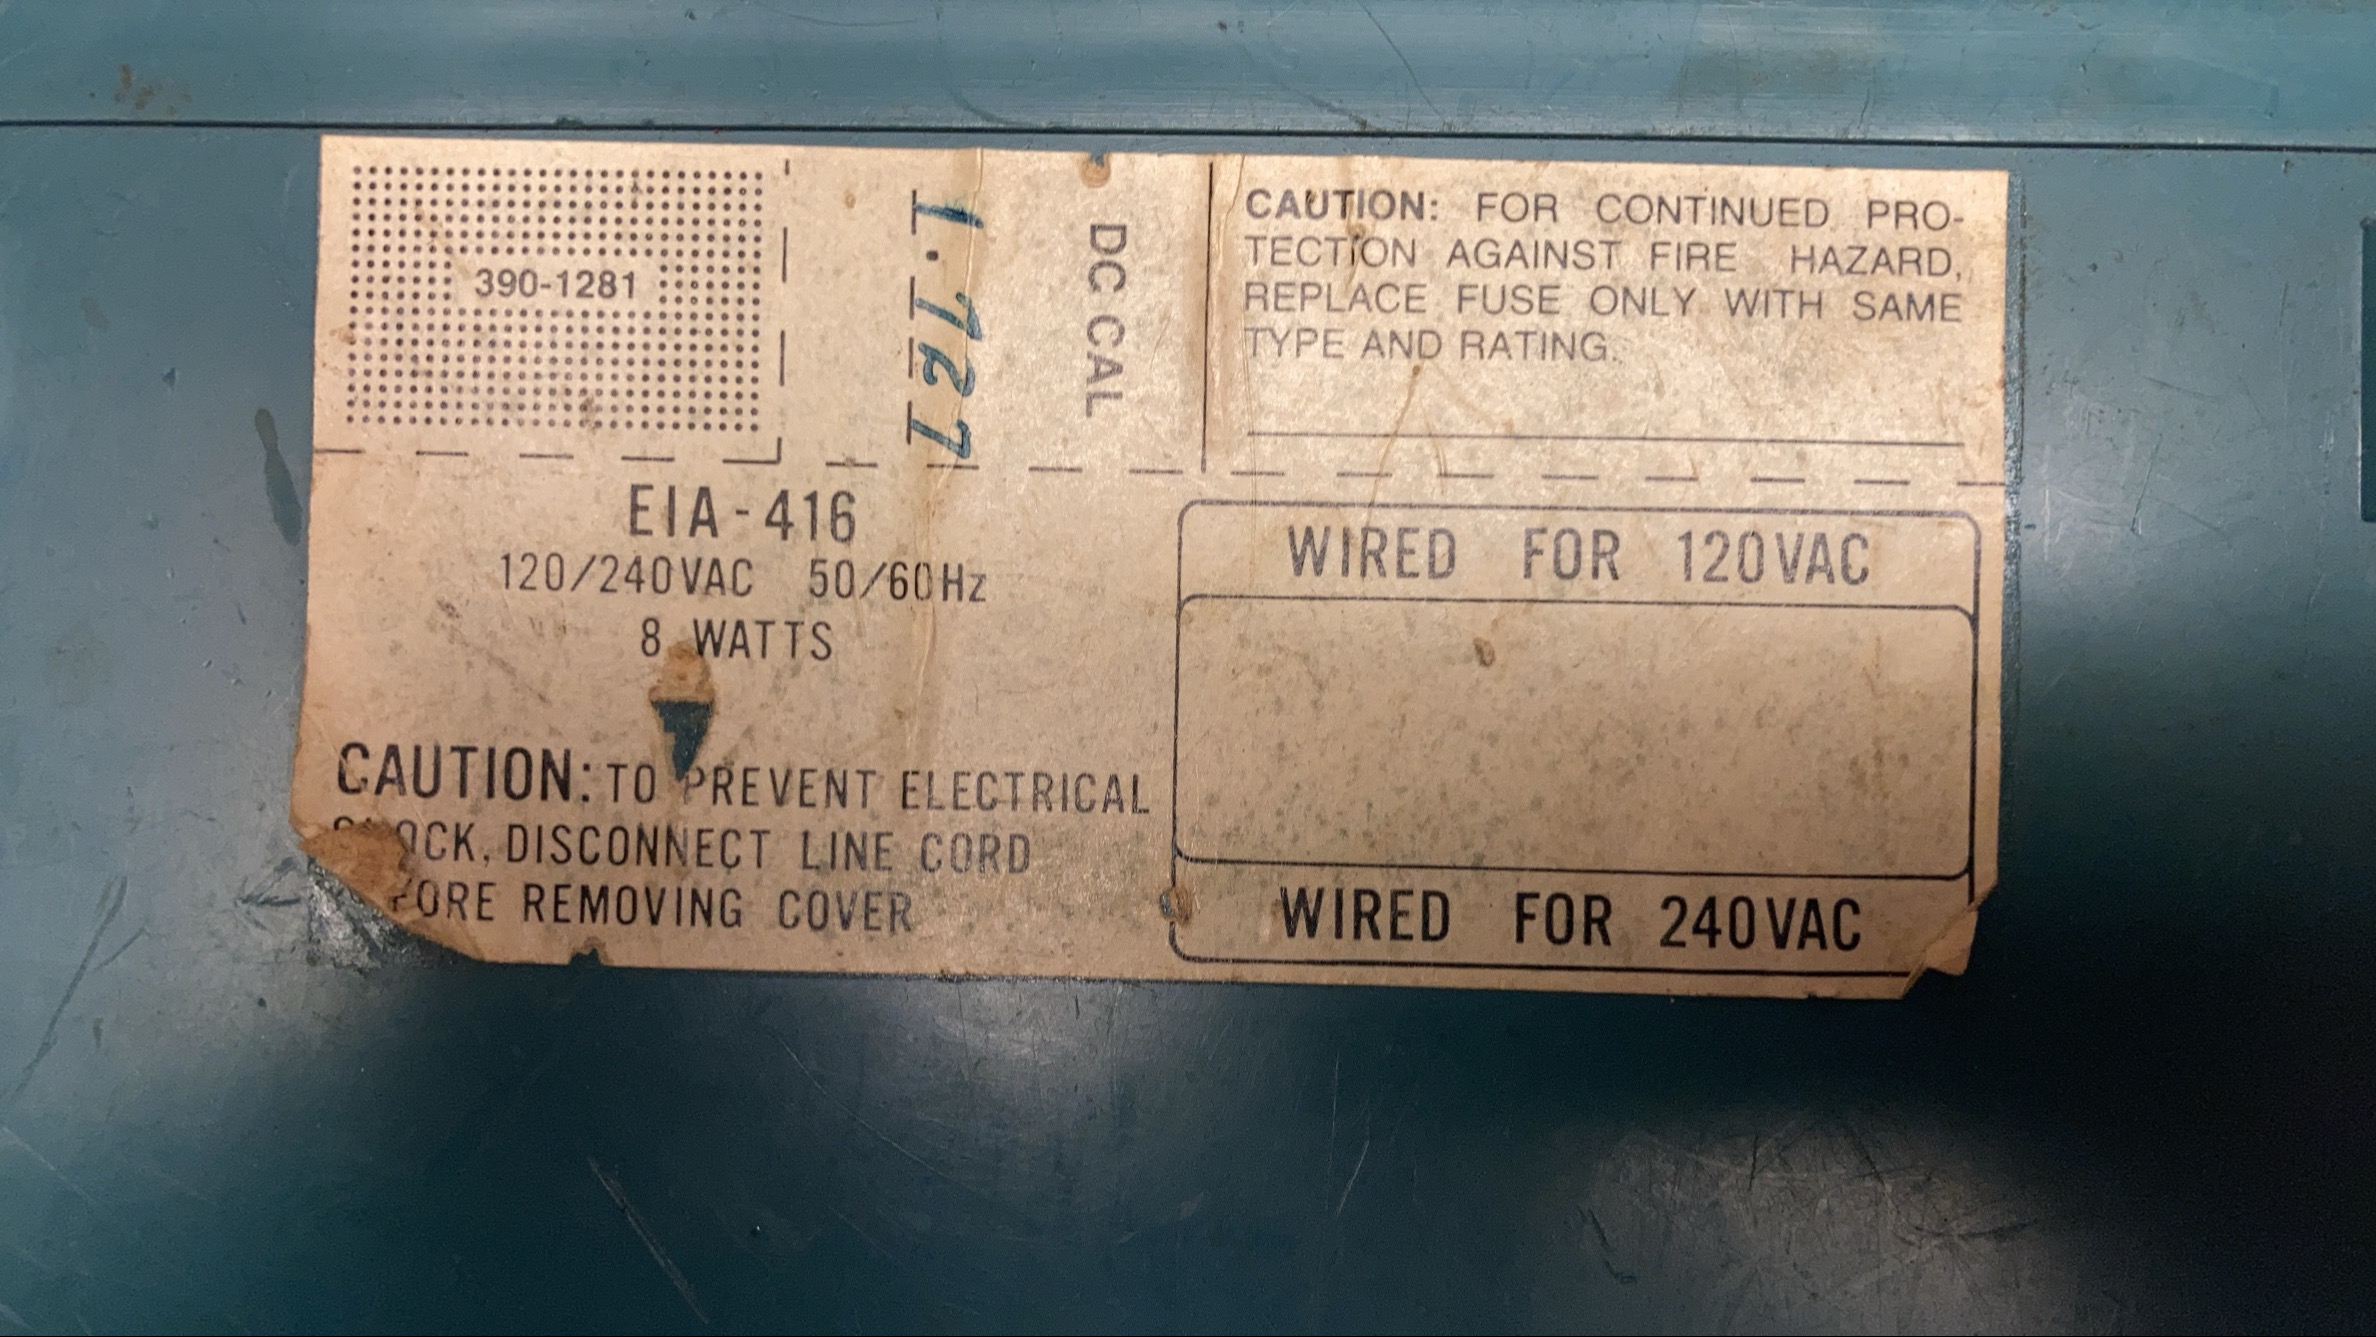 390-1281
DC CAL
CAUTION: FOR CONTINUED PRO-
TECTION AGAINST FIRE HAZARD,
REPLACE FUSE ONLY WITH SAME
TYPE AND RATING.
EIA-416
120/240VAC 50/60Hz
8 WATTS
CAUTION: TO PREVENT ELECTRICAL
OCK, DISCONNECT LINE CORD
FORE REMOVING COVER
WIRED FOR 120VAC
WIRED FOR 240VAC